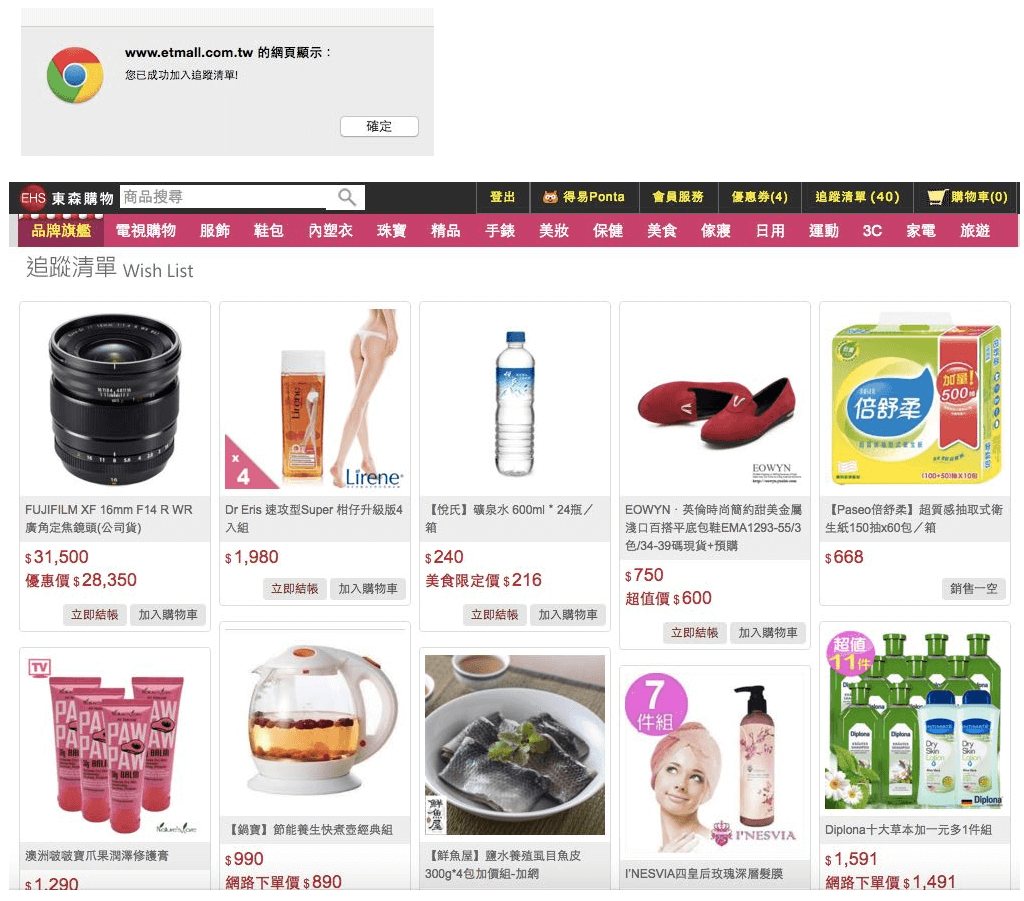 www.etmall.com.tw 的網頁顯示：
您已成功加入追蹤清單!
確定
EHS 東森購物 商品搜尋 登出 得易Ponta 會員服務 優惠券(4) 追蹤清單 (40) 購物車(0)
品牌旗艦 電視購物 服飾 鞋包 內塑衣 珠寶 精品 手錶 美妝 保健 美食 傢寢 日用 運動 3C 家電 旅遊
追蹤清單 Wish List
FUJIFILM XF 16mm F14 R WR
廣角定焦鏡頭(公司貨)
$31,500
優惠價 $28,350
立即結帳 加入購物車
x
4
Lirene
Dr Eris 速攻型Super 柑仔升級版4
入組
$1,980
立即結帳 加入購物車
【悅氏】礦泉水 600ml * 24瓶／
箱
$240
美食限定價 $216
立即結帳 加入購物車
EOWYN
EOWYN．英倫時尚簡約甜美金屬
淺口百搭平底包鞋EMA1293-55/3
色/34-39碼現貨+預購
$750
超值價 $600
立即結帳 加入購物車
加量!
500抽
倍舒柔
(100+50)抽X10包
【Paseo倍舒柔】超質感抽取式衛
生紙150抽x60包／箱
$668
銷售一空
TV
PAW
PAW
BALM
Nature's Care
澳洲啵啵寶爪果潤澤修護膏
$1,290
【鍋寶】節能養生快煮壺經典組
$990
網路下單價 $890
鮮魚屋
【鮮魚屋】鹽水養殖虱目魚皮
300g*4包加價組-加網
7
件組
I'NESVIA
I’NESVIA四皇后玫瑰深層髮膜
超值
11件
Diplona
Dry
Skin
Lotion
Diplona
Diplona十大草本加一元多1件組
$1,591
網路下單價 $1,491